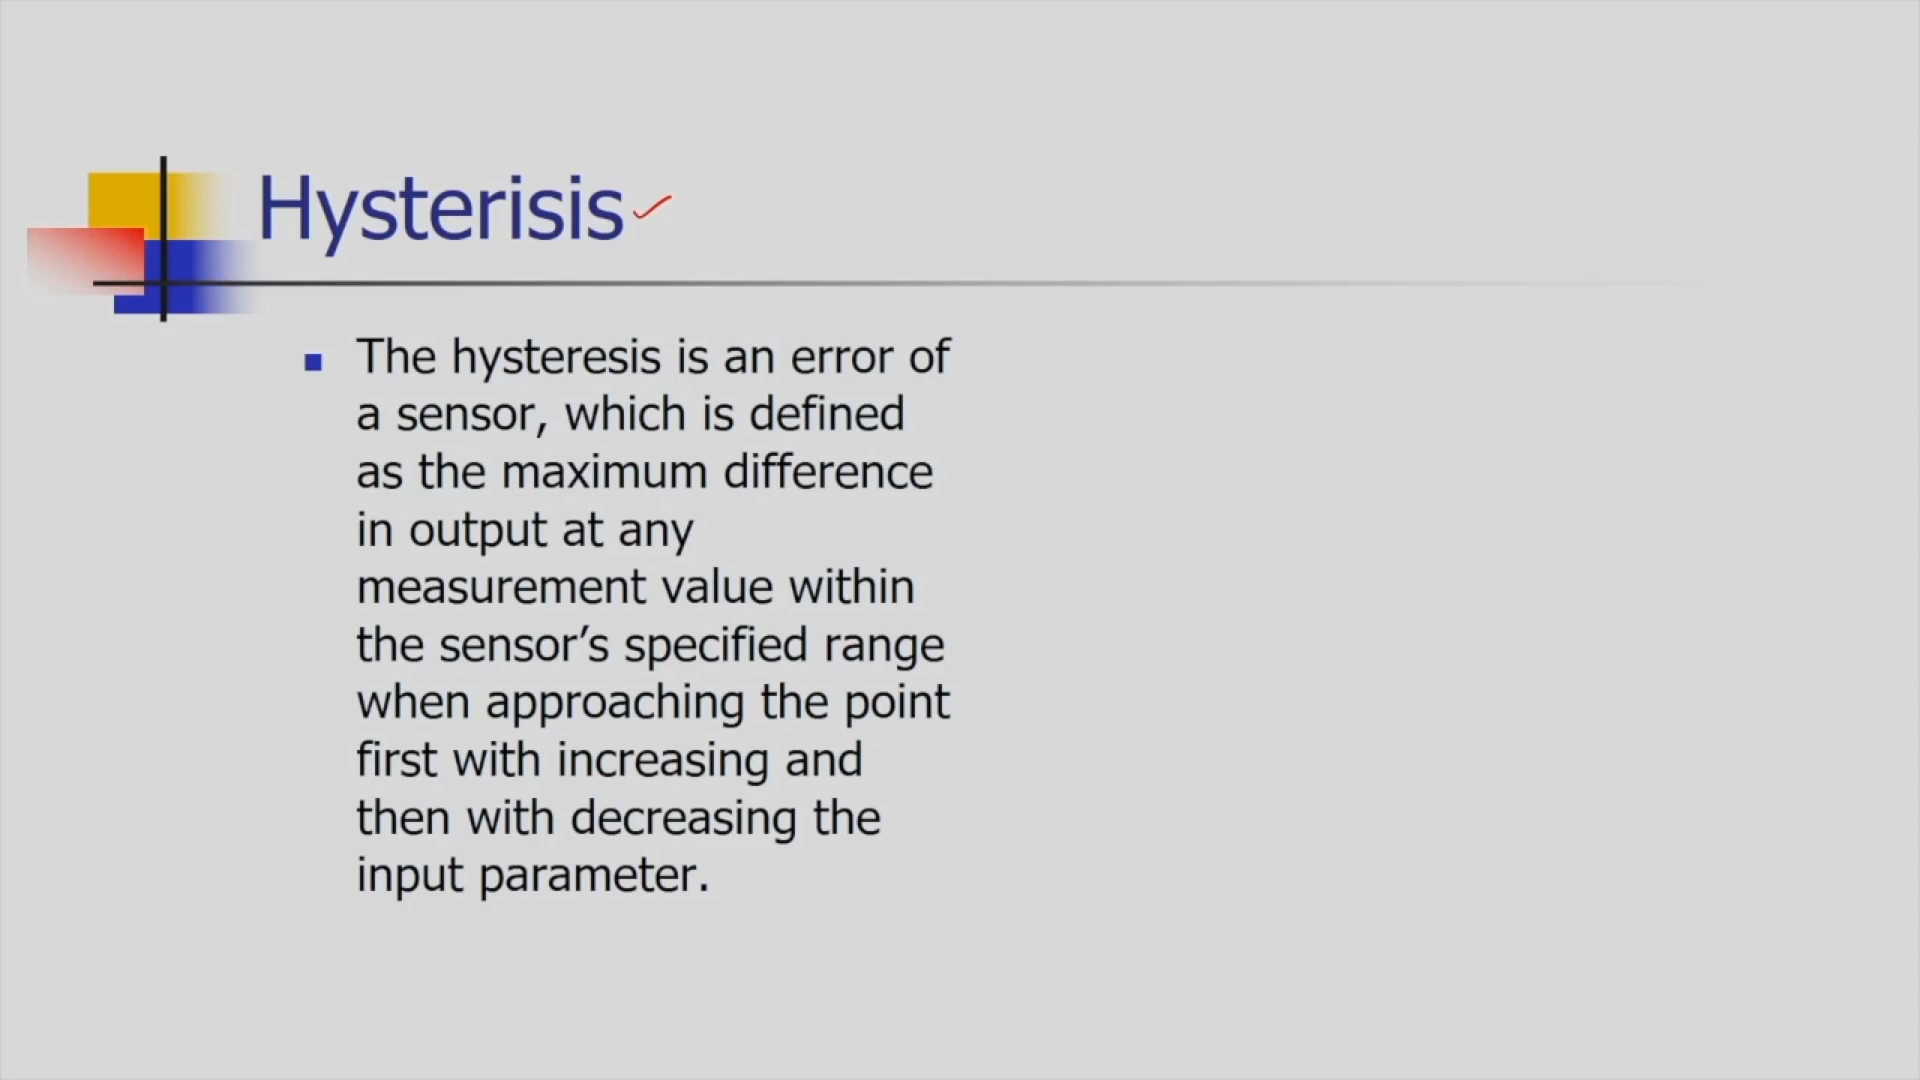 Hysterisis
The hysteresis is an error of
a sensor, which is defined
as the maximum difference
in output at any
measurement value within
the sensor’s specified range
when approaching the point
first with increasing and
then with decreasing the
input parameter.